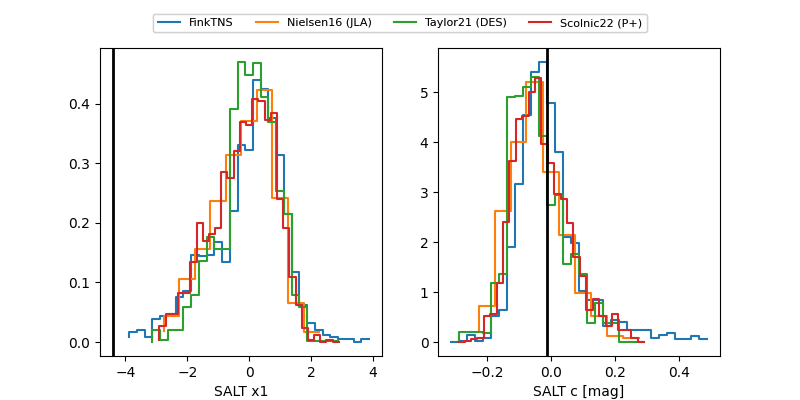 FinkTNS Nielsen16 (JLA) Taylor21 (DES) Scolnic22 (P+)
0.4
0.3
0.2
0.1
0.0
−4 −2 0 2 4
SALT x1
5
4
3
2
1
0
−0.2 0.0 0.2 0.4
SALT c [mag]